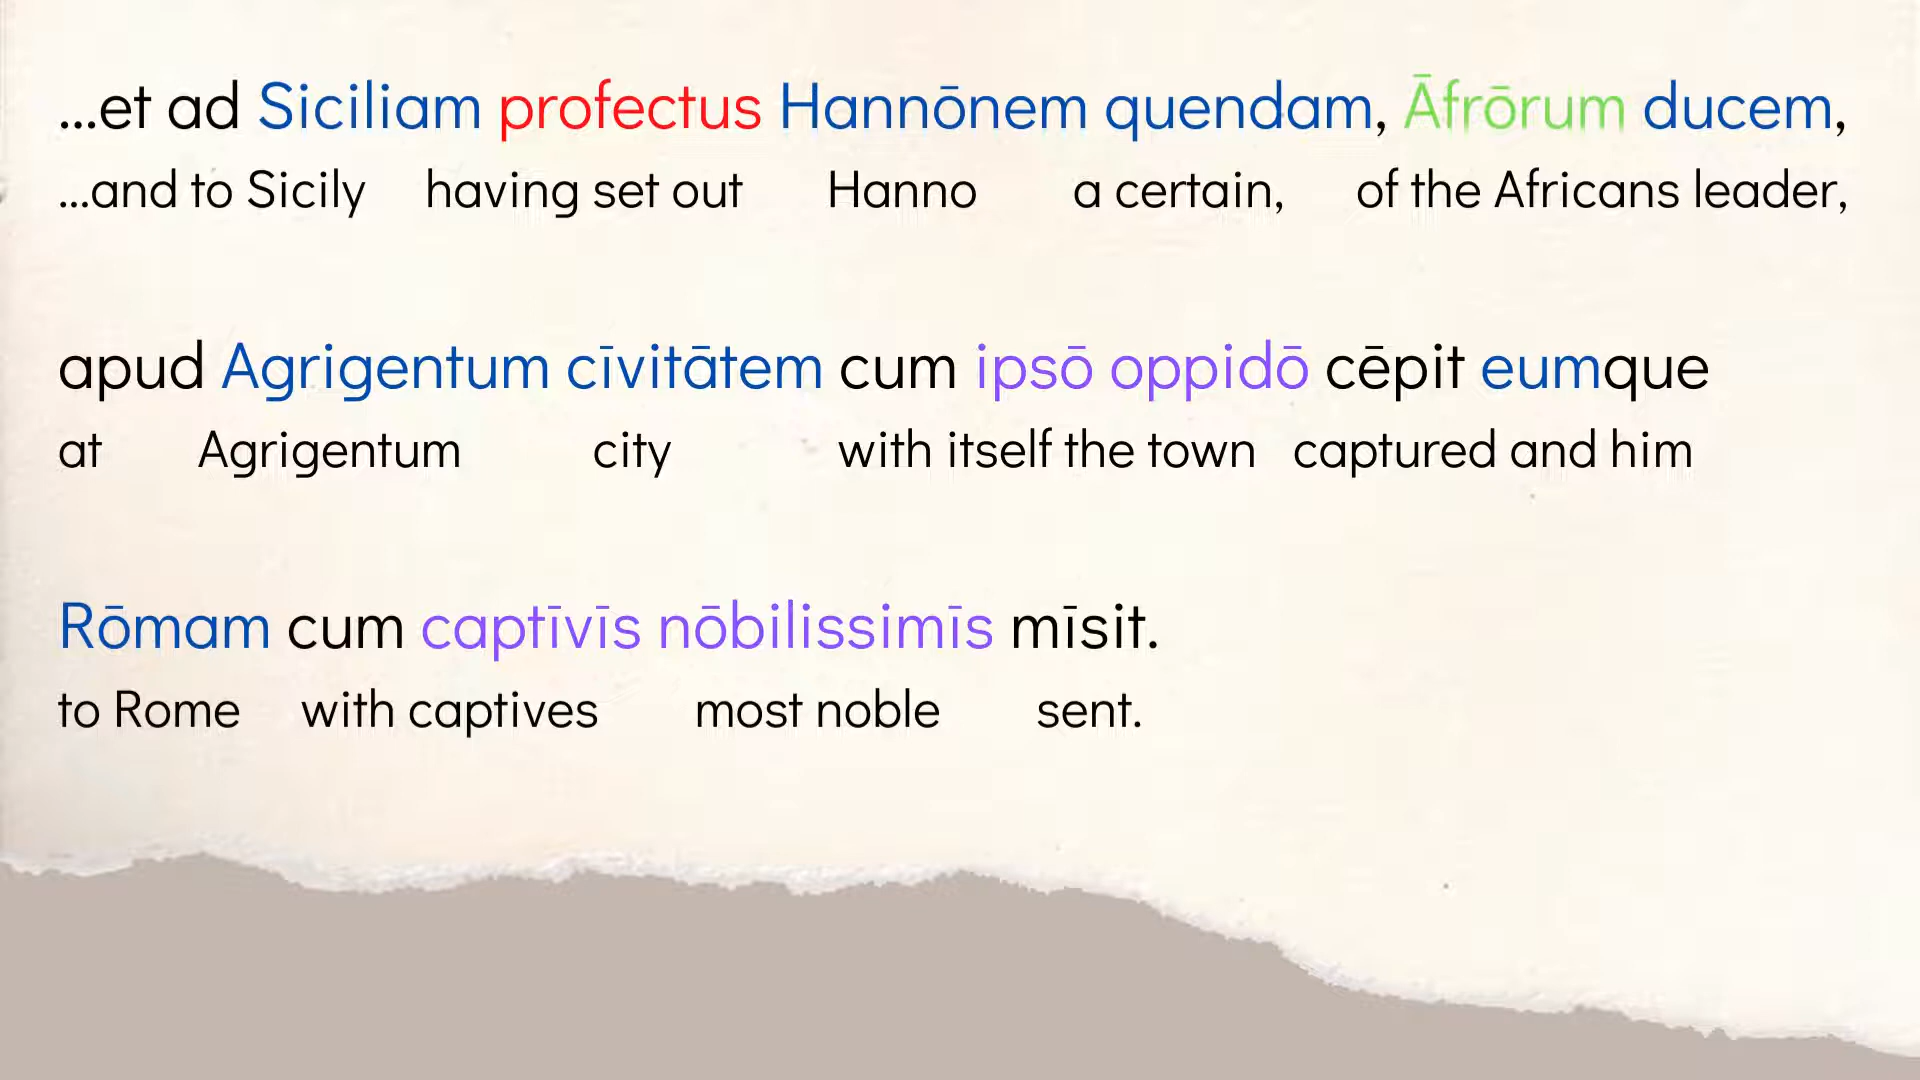 ...et ad Siciliam profectus Hannōnem quendam, Āfrōrum ducem,
...and to Sicily having set out Hanno a certain, of the Africans leader,
apud Agrigentum cīvitātem cum ipsō oppidō cēpit eumque
at Agrigentum city with itself the town captured and him
Rōmam cum captīvīs nōbilissimīs mīsit.
to Rome with captives most noble sent.